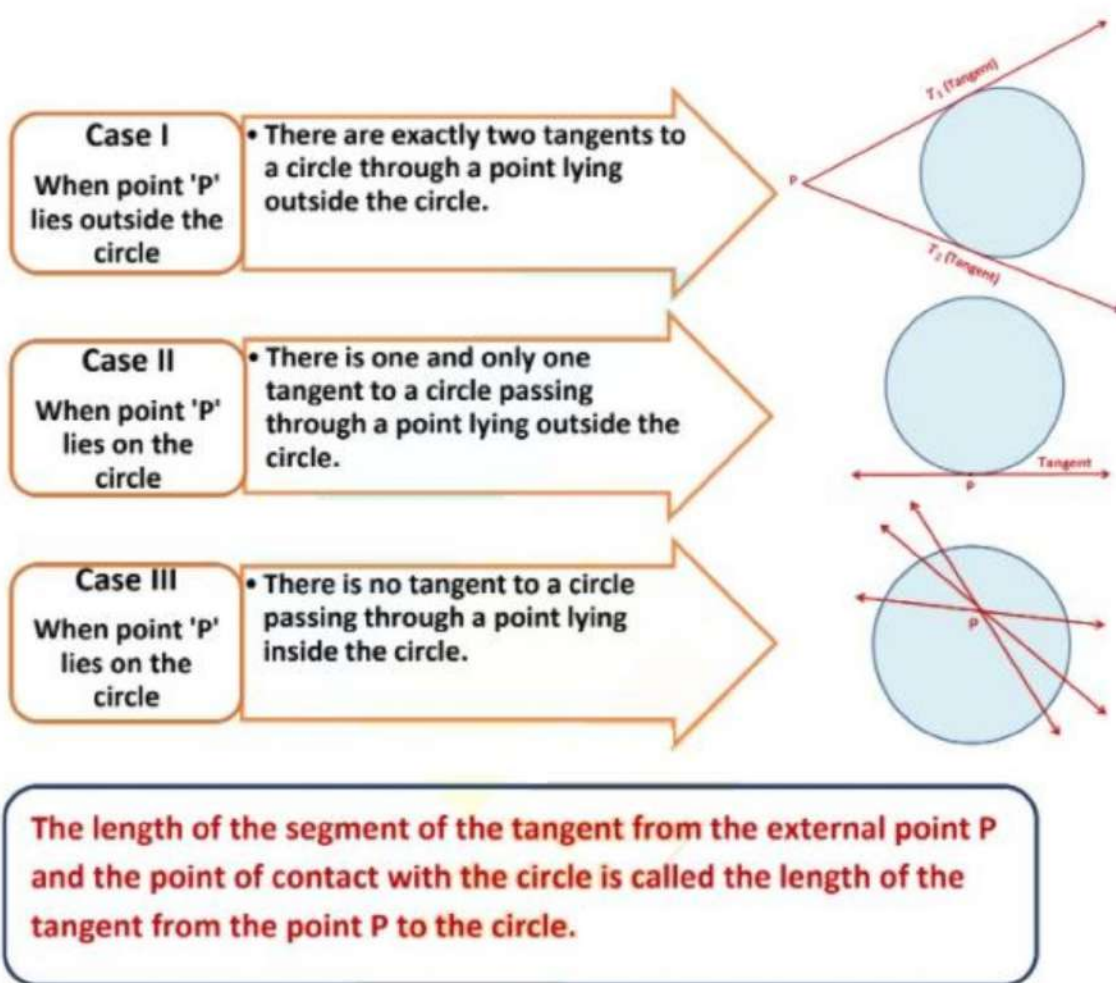 Case I
When point 'P'
lies outside the
circle
• There are exactly two tangents to
a circle through a point lying
outside the circle.
P
T₁ (Tangent)
T₂ (Tangent)
Case II
When point 'P'
lies on the
circle
• There is one and only one
tangent to a circle passing
through a point lying outside the
circle.
Tangent
P
Case III
When point 'P'
lies on the
circle
• There is no tangent to a circle
passing through a point lying
inside the circle.
P
The length of the segment of the tangent from the external point P
and the point of contact with the circle is called the length of the
tangent from the point P to the circle.